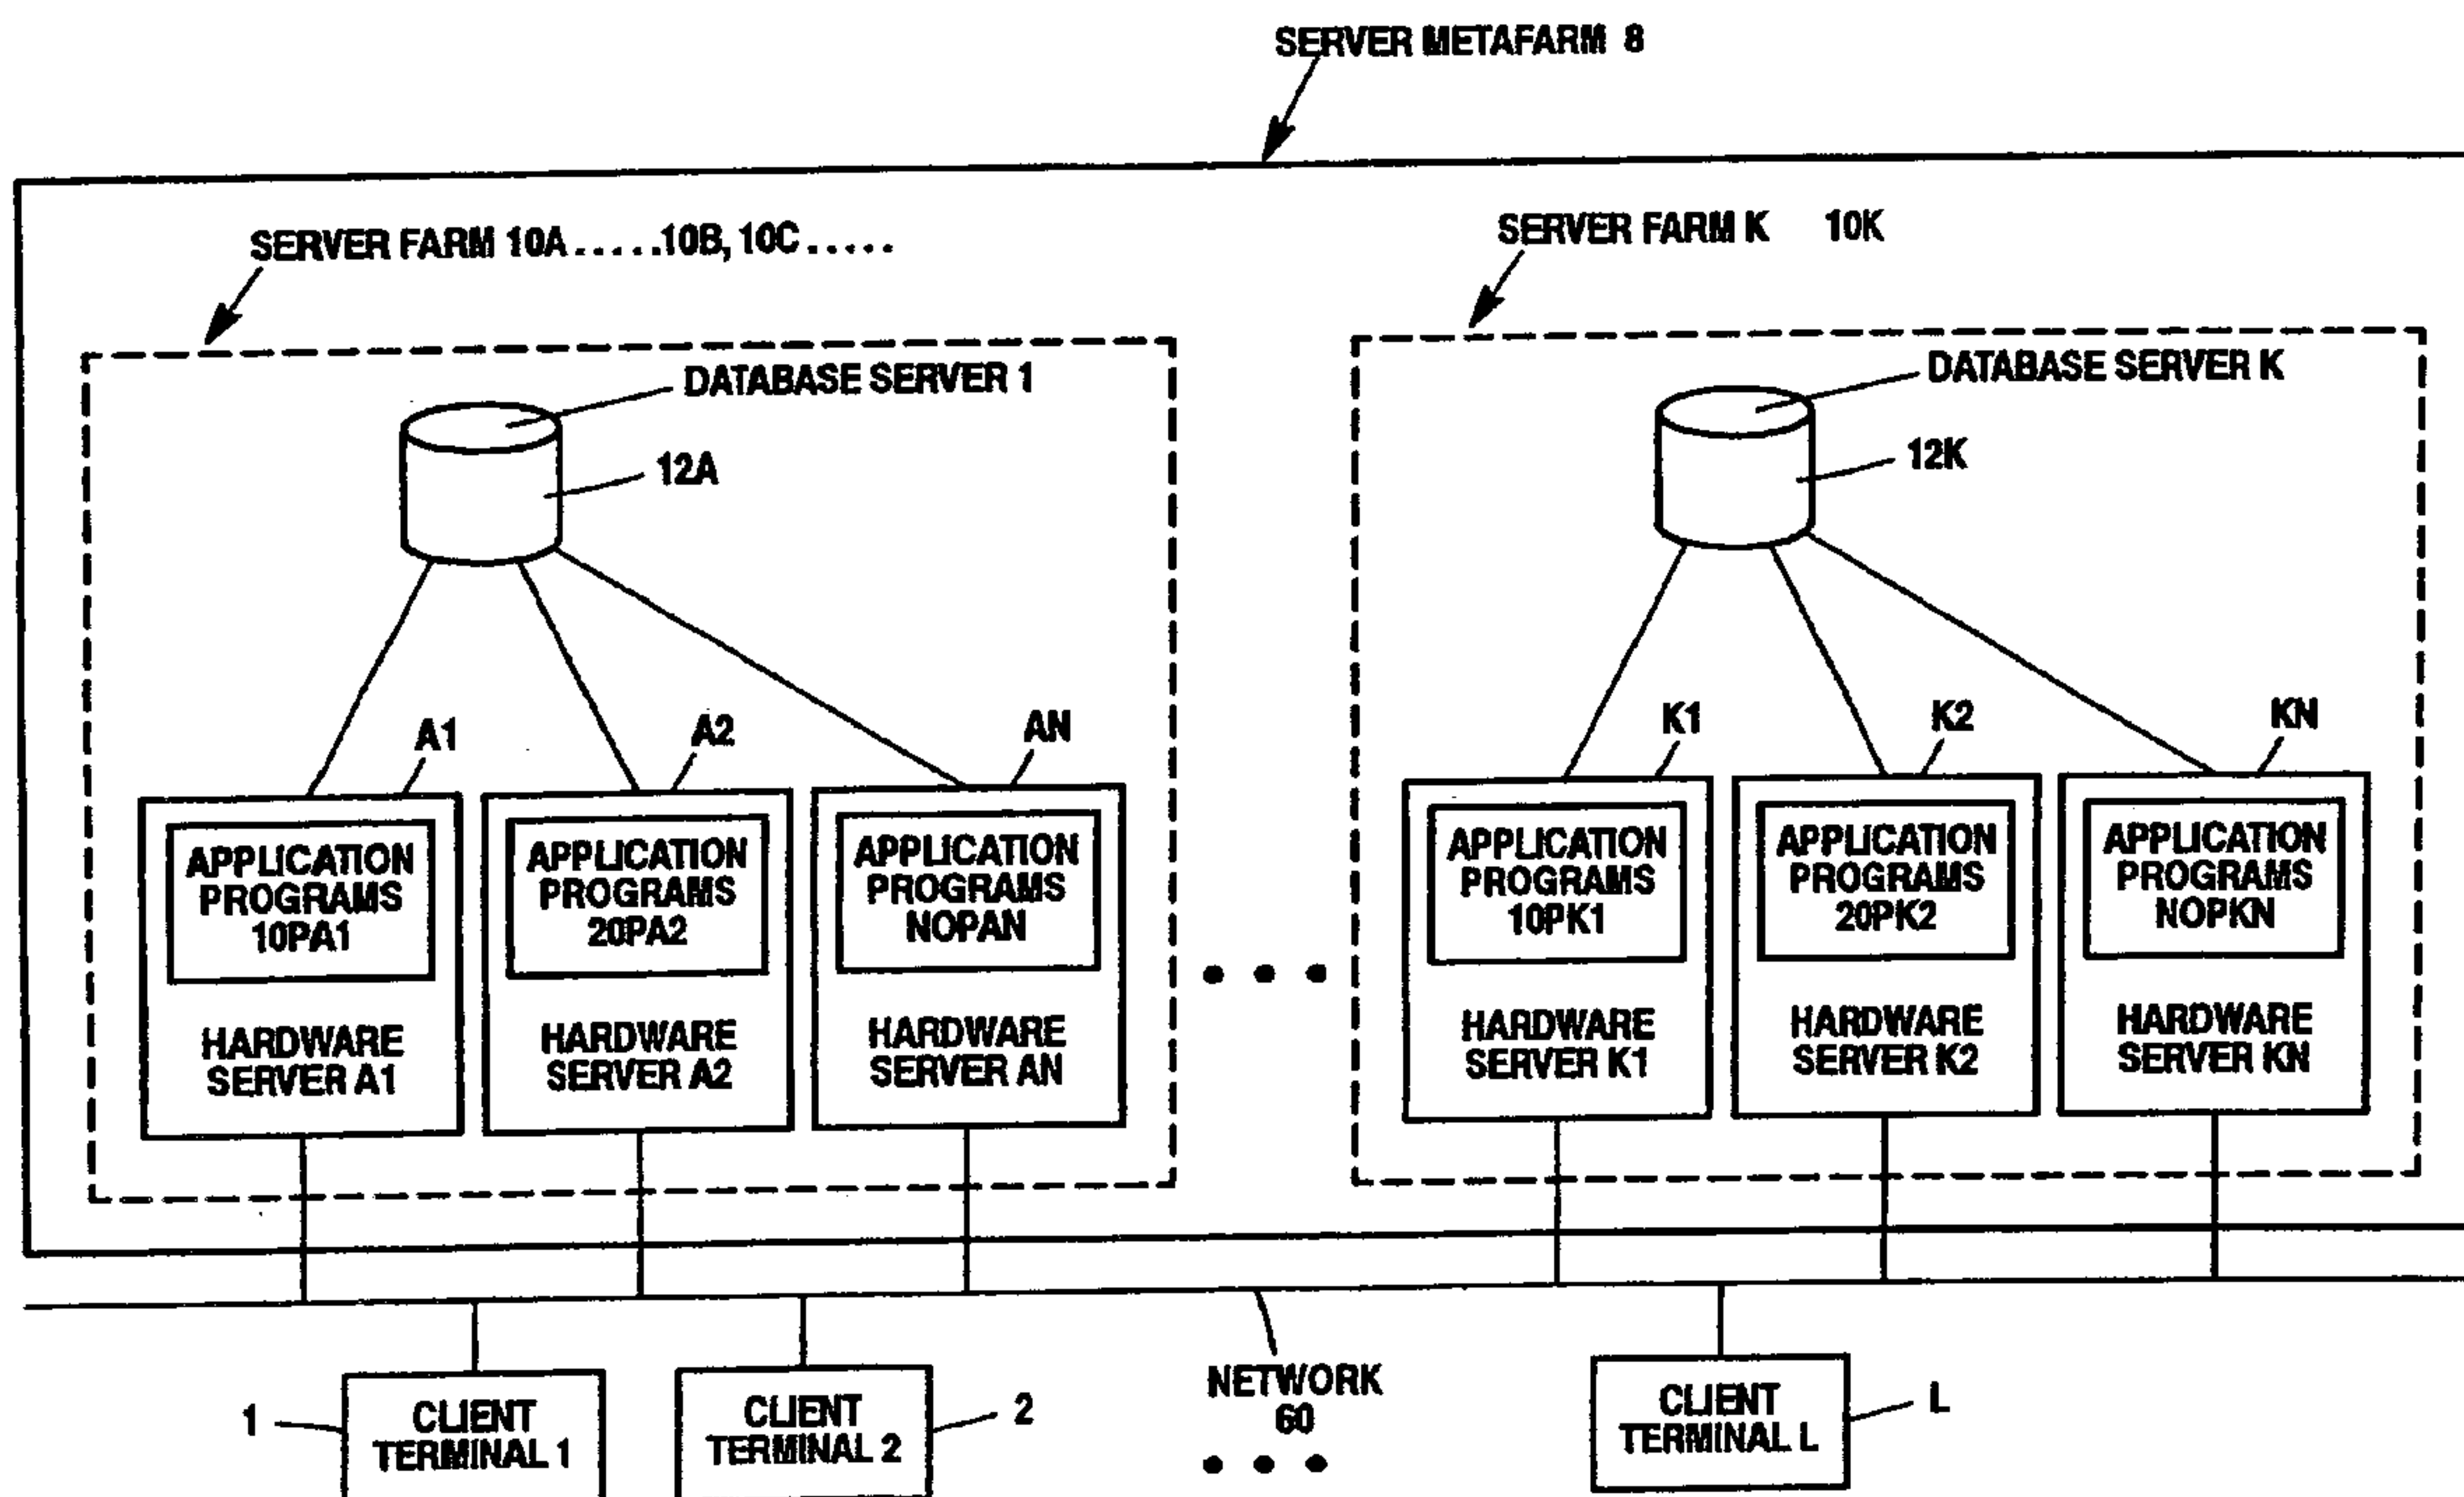 SERVER METAFARM 8
SERVER FARM 10A.....10B, 10C.....
SERVER FARM K 10K
DATABASE SERVER 1
12A
DATABASE SERVER K
12K
A1
A2
AN
K1
K2
KN
APPLICATION
PROGRAMS
10PA1
HARDWARE
SERVER A1
APPLICATION
PROGRAMS
20PA2
HARDWARE
SERVER A2
APPLICATION
PROGRAMS
NOPAN
HARDWARE
SERVER AN
APPLICATION
PROGRAMS
10PK1
HARDWARE
SERVER K1
APPLICATION
PROGRAMS
20PK2
HARDWARE
SERVER K2
APPLICATION
PROGRAMS
NOPKN
HARDWARE
SERVER KN
1
CLIENT
TERMINAL 1
CLIENT
TERMINAL 2
2
NETWORK
60
CLIENT
TERMINAL L
L